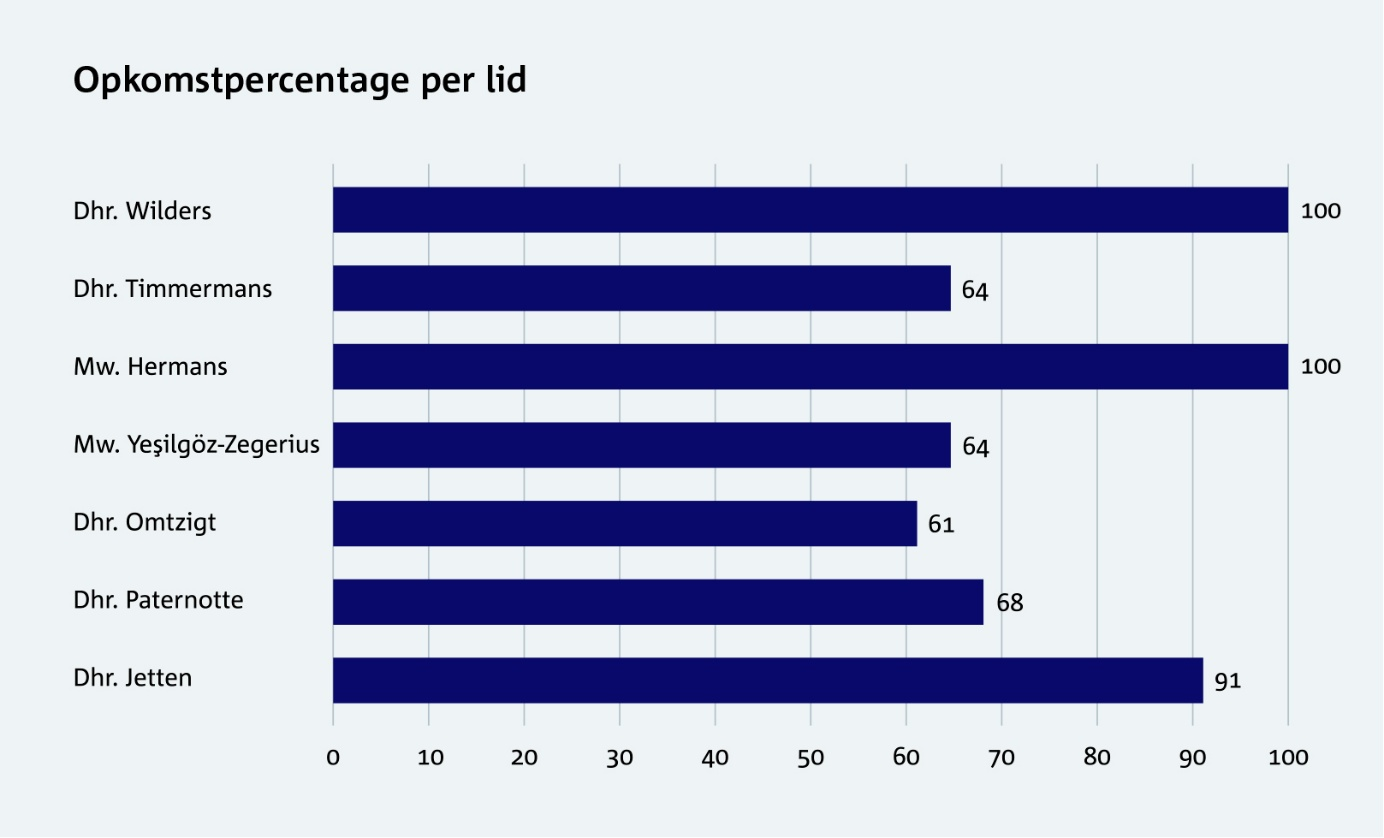 Opkomstpercentage per lid
Dhr. Wilders 100
Dhr. Timmermans 64
Mw. Hermans 100
Mw. Yeşilgöz-Zegerius 64
Dhr. Omtzigt 61
Dhr. Paternotte 68
Dhr. Jetten 91
0 10 20 30 40 50 60 70 80 90 100